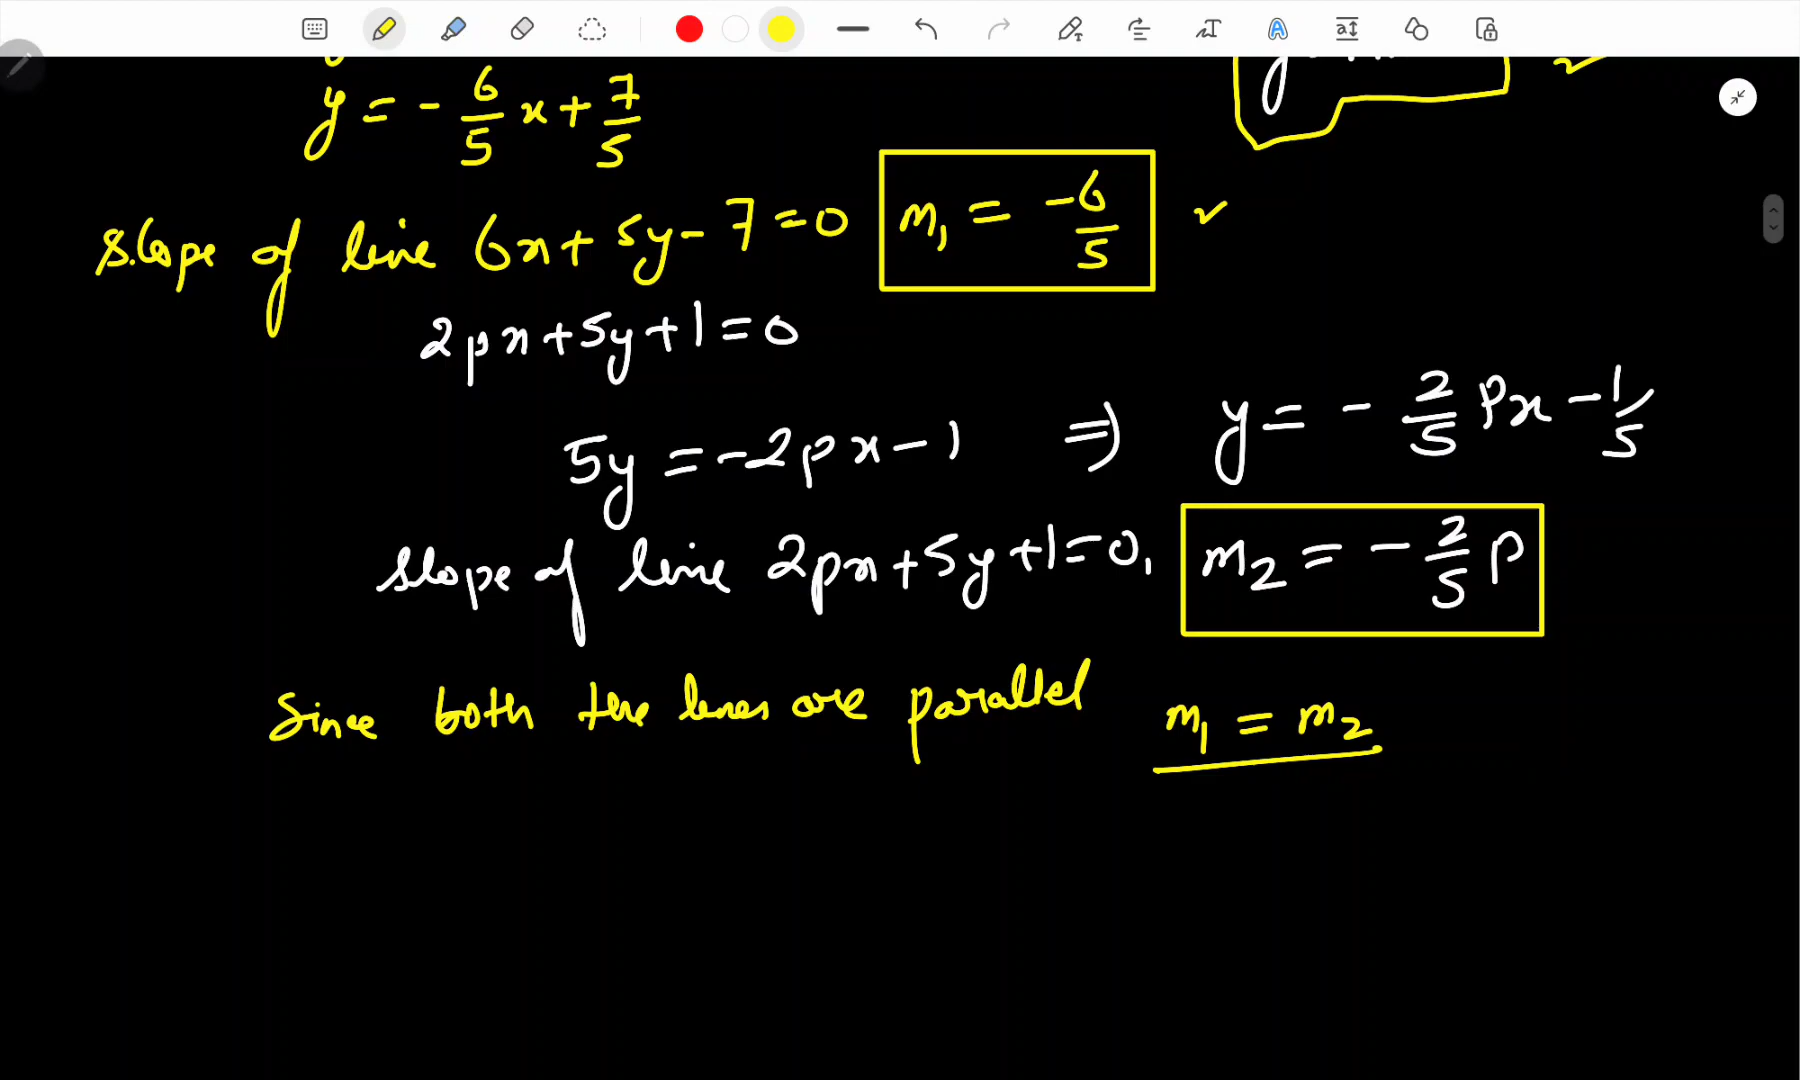 y = - 6/5 x + 7/5
slope of line 6x + 5y - 7 = 0 m₁ = -6/5 ✓
2px + 5y + 1 = 0
5y = -2px - 1 ⇒ y = - 2/5 Px - 1/5
slope of line 2px + 5y + 1 = 0, m₂ = - 2/5 P
Since both the lines are parallel m₁ = m₂